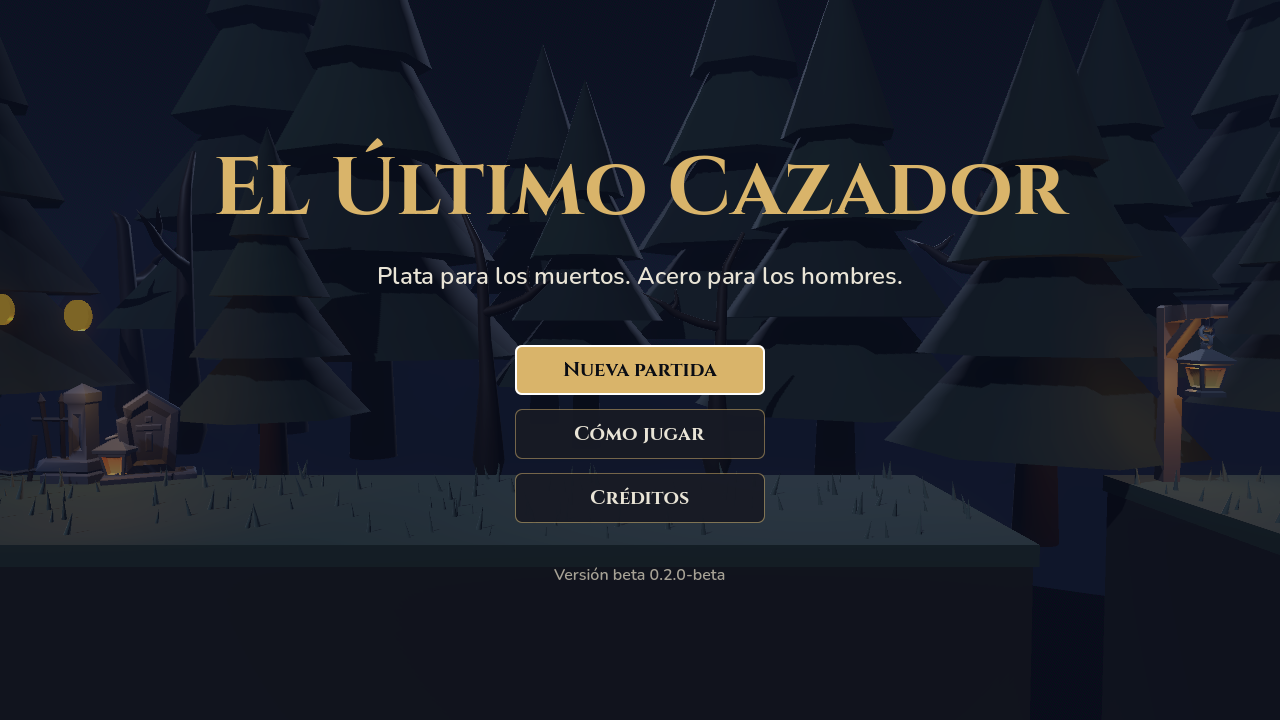 El Último Cazador
Plata para los muertos. Acero para los hombres.
Nueva partida
Cómo jugar
Créditos
Versión beta 0.2.0-beta